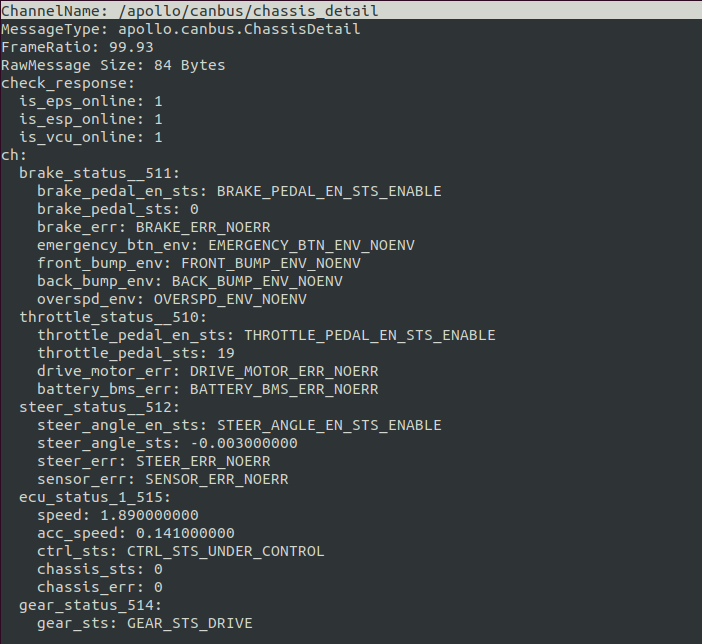 ChannelName: /apollo/canbus/chassis_detail
MessageType: apollo.canbus.ChassisDetail
FrameRatio: 99.93
RawMessage Size: 84 Bytes
check_response:
  is_eps_online: 1
  is_esp_online: 1
  is_vcu_online: 1
ch:
  brake_status__511:
    brake_pedal_en_sts: BRAKE_PEDAL_EN_STS_ENABLE
    brake_pedal_sts: 0
    brake_err: BRAKE_ERR_NOERR
    emergency_btn_env: EMERGENCY_BTN_ENV_NOENV
    front_bump_env: FRONT_BUMP_ENV_NOENV
    back_bump_env: BACK_BUMP_ENV_NOENV
    overspd_env: OVERSPD_ENV_NOENV
  throttle_status__510:
    throttle_pedal_en_sts: THROTTLE_PEDAL_EN_STS_ENABLE
    throttle_pedal_sts: 19
    drive_motor_err: DRIVE_MOTOR_ERR_NOERR
    battery_bms_err: BATTERY_BMS_ERR_NOERR
  steer_status__512:
    steer_angle_en_sts: STEER_ANGLE_EN_STS_ENABLE
    steer_angle_sts: -0.003000000
    steer_err: STEER_ERR_NOERR
    sensor_err: SENSOR_ERR_NOERR
  ecu_status_1_515:
    speed: 1.890000000
    acc_speed: 0.141000000
    ctrl_sts: CTRL_STS_UNDER_CONTROL
    chassis_sts: 0
    chassis_err: 0
  gear_status_514:
    gear_sts: GEAR_STS_DRIVE